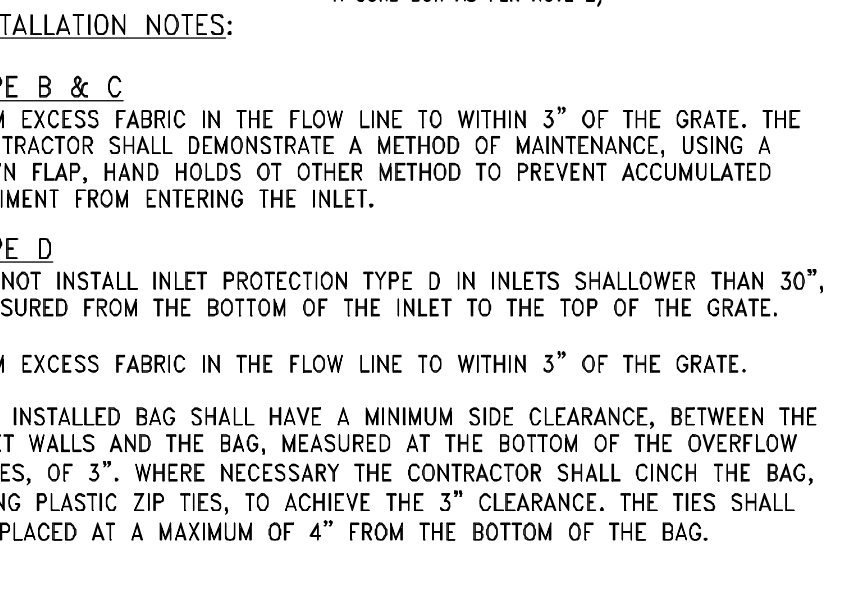 TALLATION NOTES:
PE B & C
M EXCESS FABRIC IN THE FLOW LINE TO WITHIN 3" OF THE GRATE. THE
TRACTOR SHALL DEMONSTRATE A METHOD OF MAINTENANCE, USING A
'N FLAP, HAND HOLDS OT OTHER METHOD TO PREVENT ACCUMULATED
IMENT FROM ENTERING THE INLET.
PE D
NOT INSTALL INLET PROTECTION TYPE D IN INLETS SHALLOWER THAN 30",
SURED FROM THE BOTTOM OF THE INLET TO THE TOP OF THE GRATE.
M EXCESS FABRIC IN THE FLOW LINE TO WITHIN 3" OF THE GRATE.
INSTALLED BAG SHALL HAVE A MINIMUM SIDE CLEARANCE, BETWEEN THE
ET WALLS AND THE BAG, MEASURED AT THE BOTTOM OF THE OVERFLOW
ES, OF 3". WHERE NECESSARY THE CONTRACTOR SHALL CINCH THE BAG,
NG PLASTIC ZIP TIES, TO ACHIEVE THE 3" CLEARANCE. THE TIES SHALL
PLACED AT A MAXIMUM OF 4" FROM THE BOTTOM OF THE BAG.